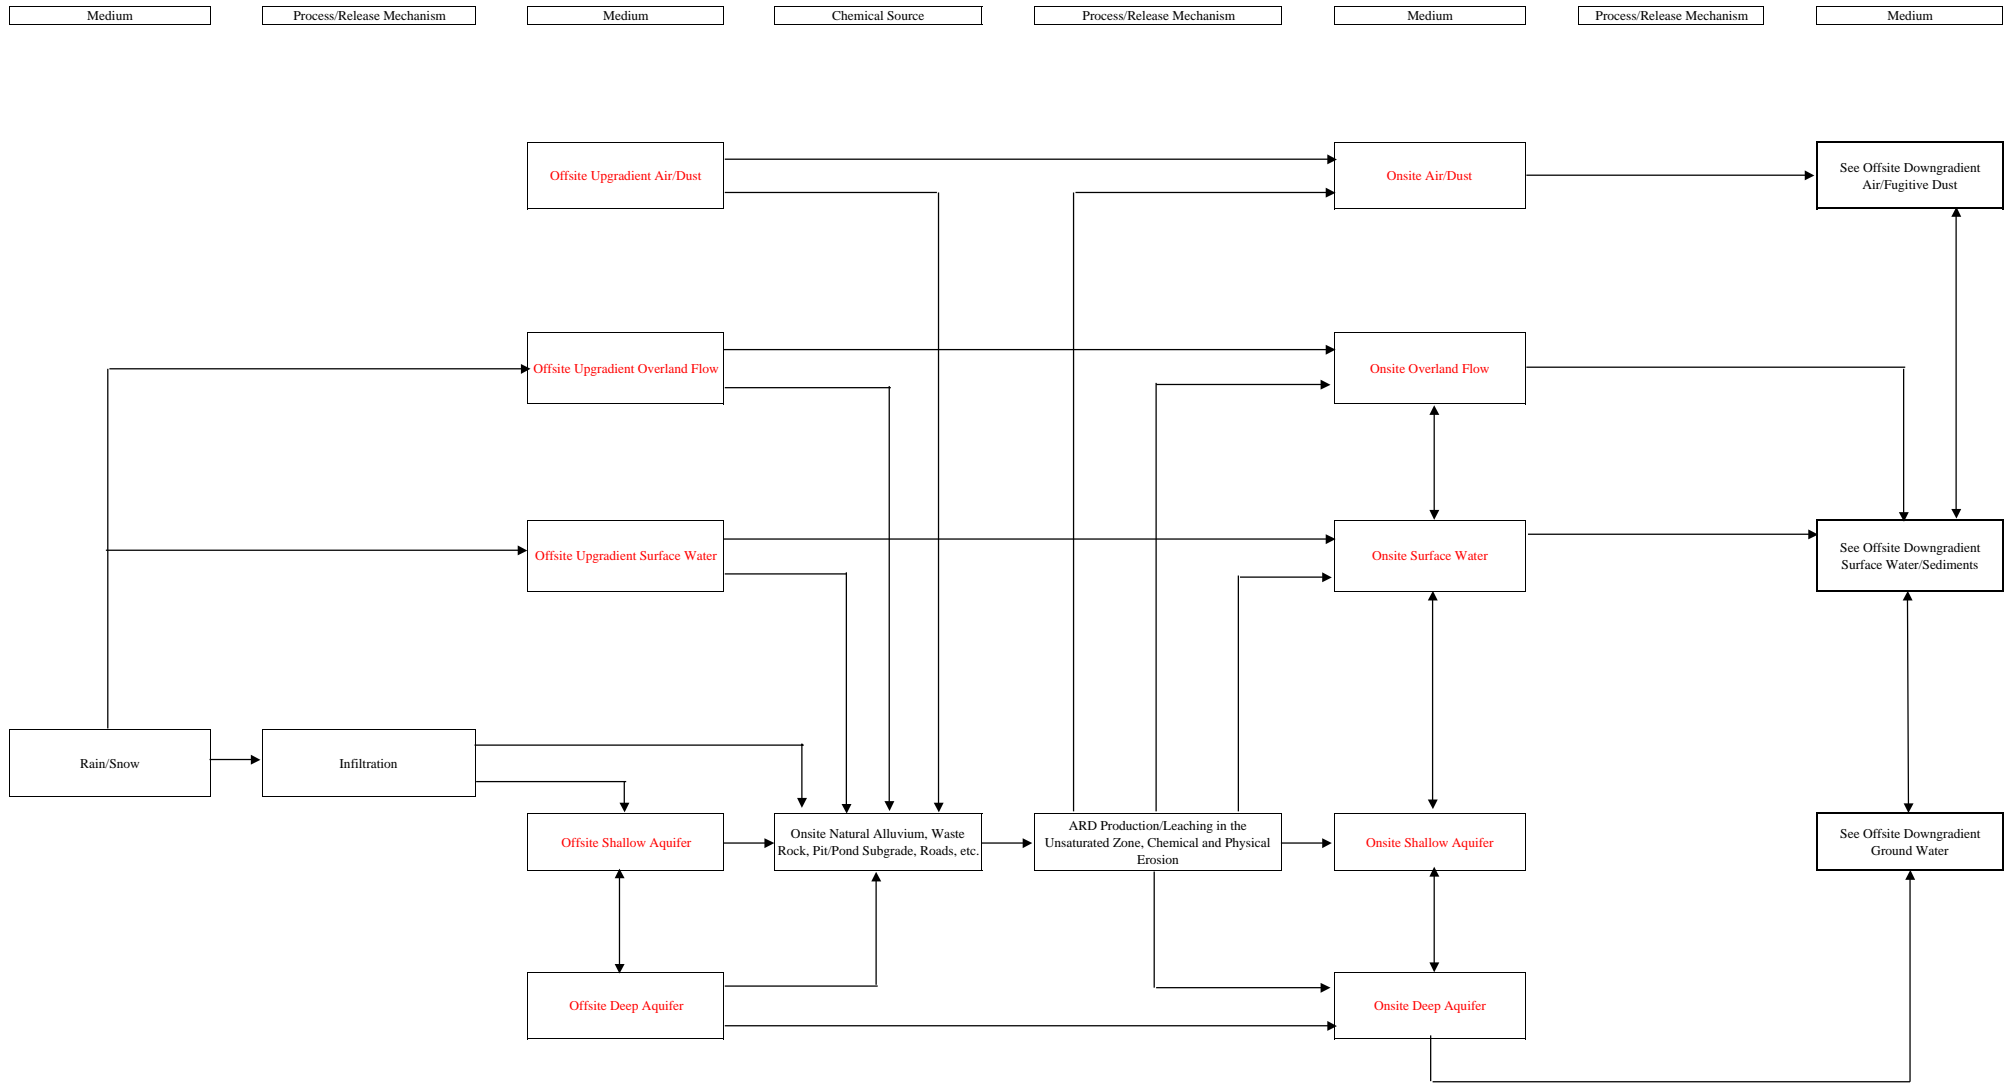 Medium
Process/Release Mechanism
Medium
Chemical Source
Process/Release Mechanism
Medium
Process/Release Mechanism
Medium
Offsite Upgradient Air/Dust
Onsite Air/Dust
See Offsite Downgradient
Air/Fugitive Dust
Offsite Upgradient Overland Flow
Onsite Overland Flow
Offsite Upgradient Surface Water
Onsite Surface Water
See Offsite Downgradient
Surface Water/Sediments
Rain/Snow
Infiltration
Offsite Shallow Aquifer
Onsite Natural Alluvium, Waste
Rock, Pit/Pond Subgrade, Roads, etc.
ARD Production/Leaching in the
Unsaturated Zone, Chemical and Physical
Erosion
Onsite Shallow Aquifer
See Offsite Downgradient
Ground Water
Offsite Deep Aquifer
Onsite Deep Aquifer